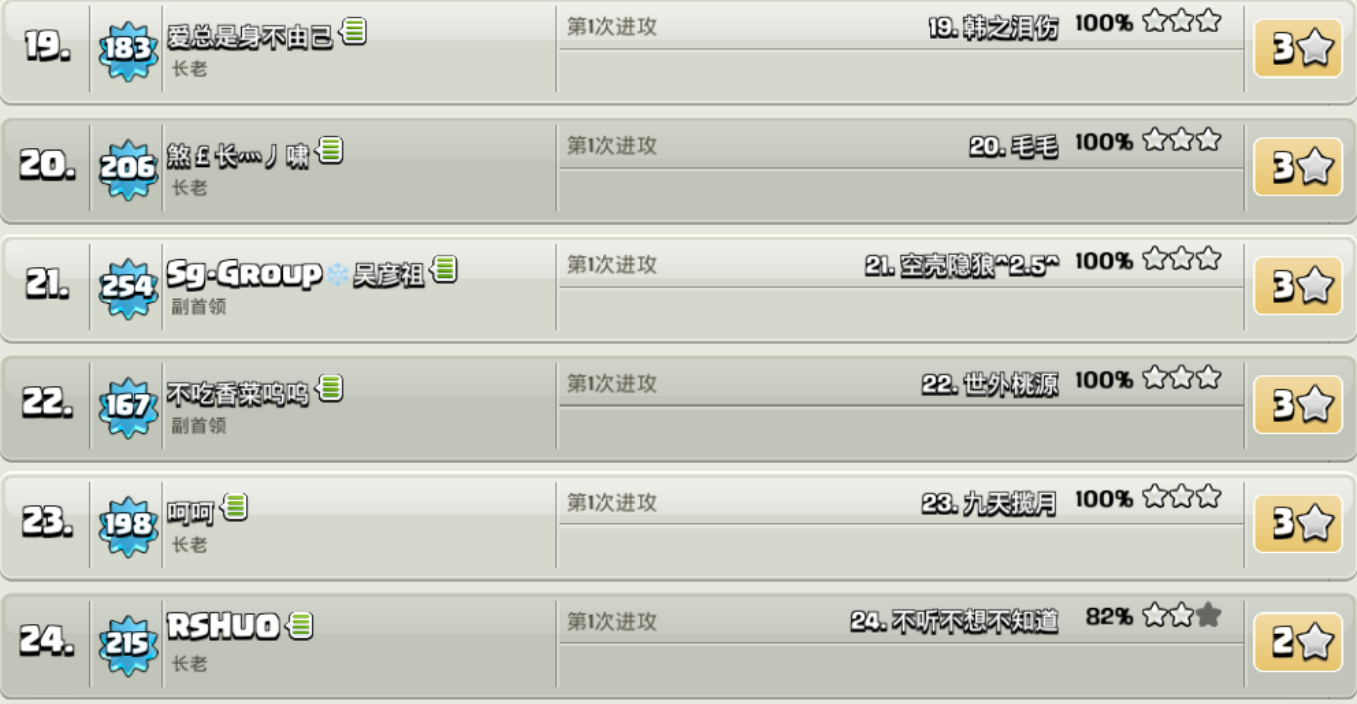 19.
183
爱总是身不由己
长老
第1次进攻
19. 韩之泪伤 100%
3
20.
206
煞￡长灬丿啸
长老
第1次进攻
20. 毛毛 100%
3
21.
254
Sg-Group❄吴彦祖
副首领
第1次进攻
21. 空壳隐狼^2.5^ 100%
3
22.
167
不吃香菜呜呜
副首领
第1次进攻
22. 世外桃源 100%
3
23.
198
呵呵
长老
第1次进攻
23. 九天揽月 100%
3
24.
215
RSHUO
长老
第1次进攻
24. 不听不想不知道 82%
2